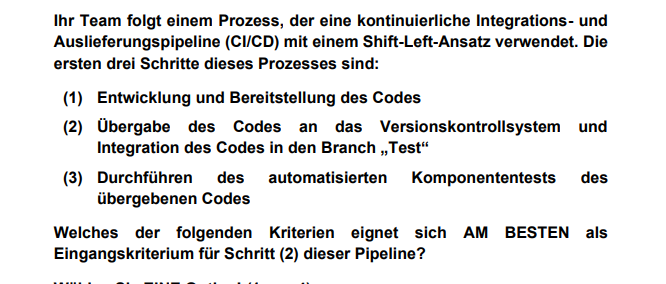 Ihr Team folgt einem Prozess, der eine kontinuierliche Integrations- und
Auslieferungspipeline (CI/CD) mit einem Shift-Left-Ansatz verwendet. Die
ersten drei Schritte dieses Prozesses sind:
(1) Entwicklung und Bereitstellung des Codes
(2) Übergabe des Codes an das Versionskontrollsystem und
Integration des Codes in den Branch „Test“
(3) Durchführen des automatisierten Komponententests des
übergebenen Codes
Welches der folgenden Kriterien eignet sich AM BESTEN als
Eingangskriterium für Schritt (2) dieser Pipeline?